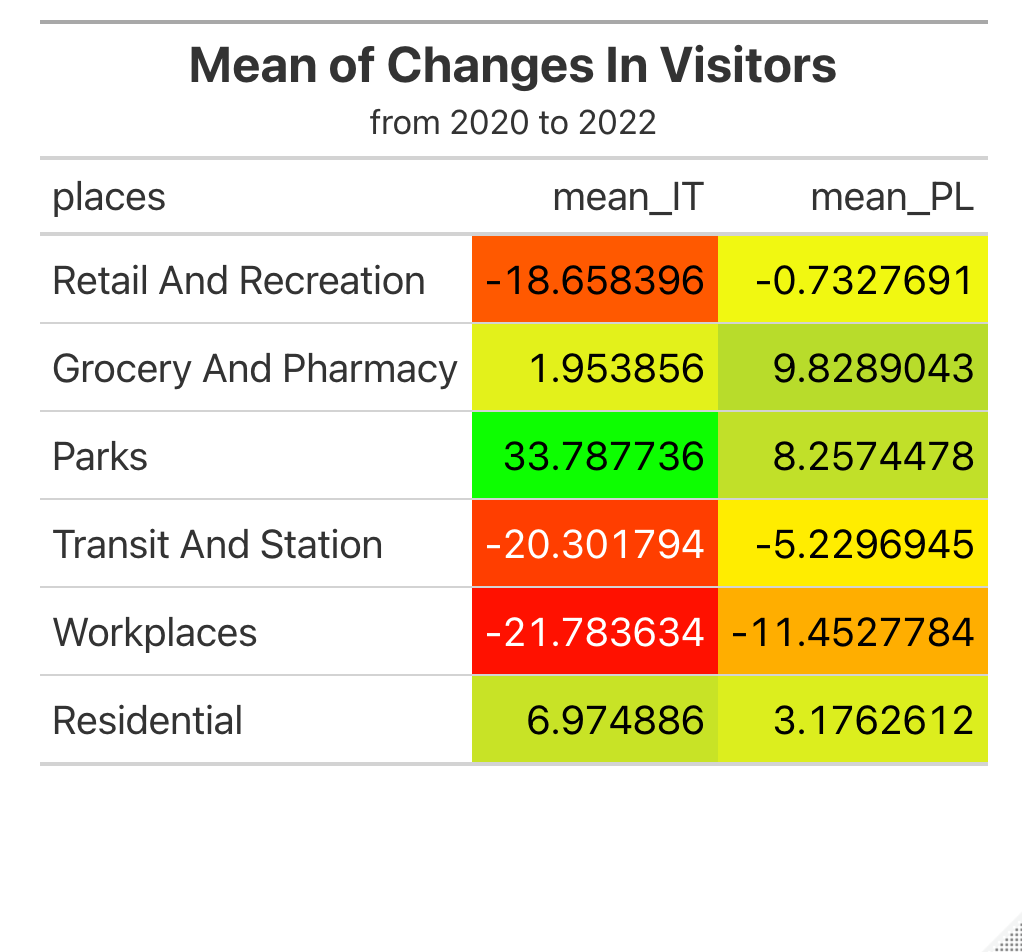 Mean of Changes In Visitors
from 2020 to 2022
places mean_IT mean_PL
Retail And Recreation -18.658396 -0.7327691
Grocery And Pharmacy 1.953856 9.8289043
Parks 33.787736 8.2574478
Transit And Station -20.301794 -5.2296945
Workplaces -21.783634 -11.4527784
Residential 6.974886 3.1762612